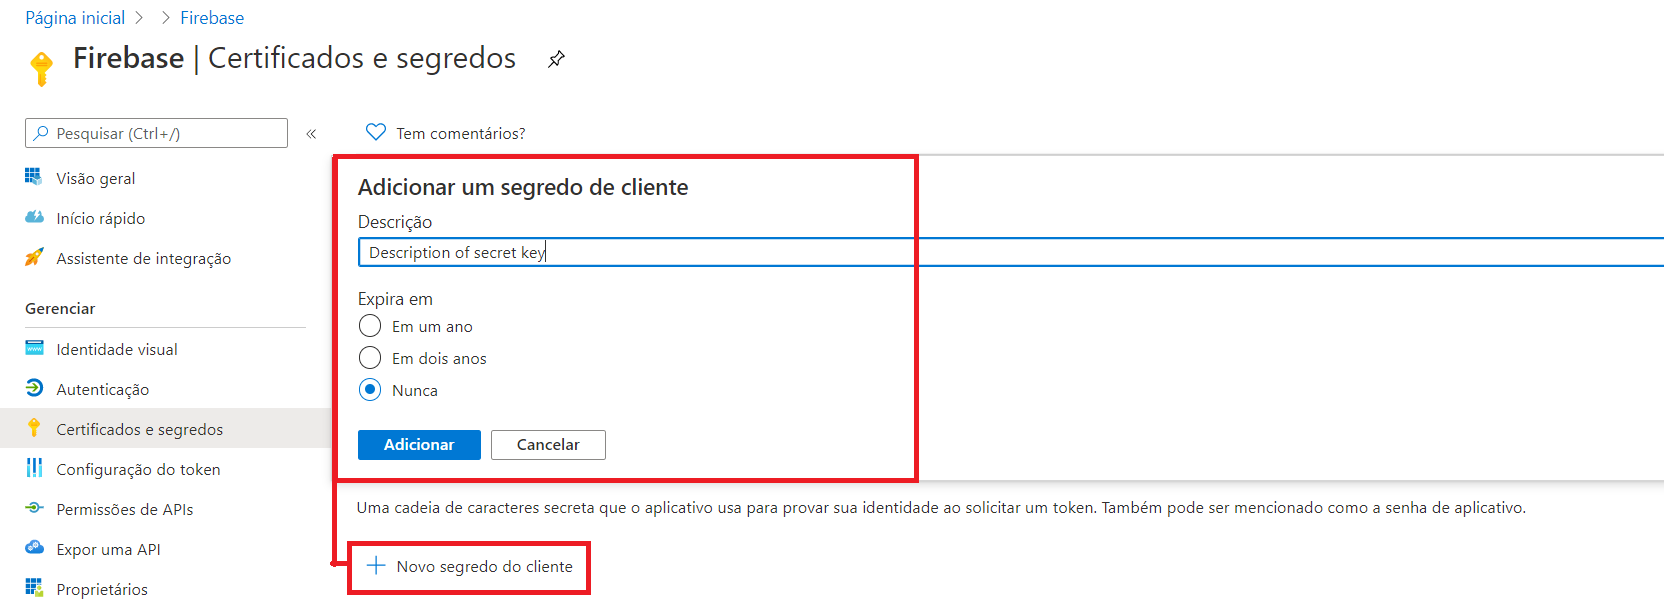 Página inicial > > Firebase
Firebase | Certificados e segredos
Pesquisar (Ctrl+/)
«
Visão geral
Início rápido
Assistente de integração
Gerenciar
Identidade visual
Autenticação
Certificados e segredos
Configuração do token
Permissões de APIs
Expor uma API
Proprietários
Tem comentários?
Adicionar um segredo de cliente
Descrição
Description of secret key
Expira em
Em um ano
Em dois anos
Nunca
Adicionar Cancelar
Uma cadeia de caracteres secreta que o aplicativo usa para provar sua identidade ao solicitar um token. Também pode ser mencionado como a senha de aplicativo.
Novo segredo do cliente